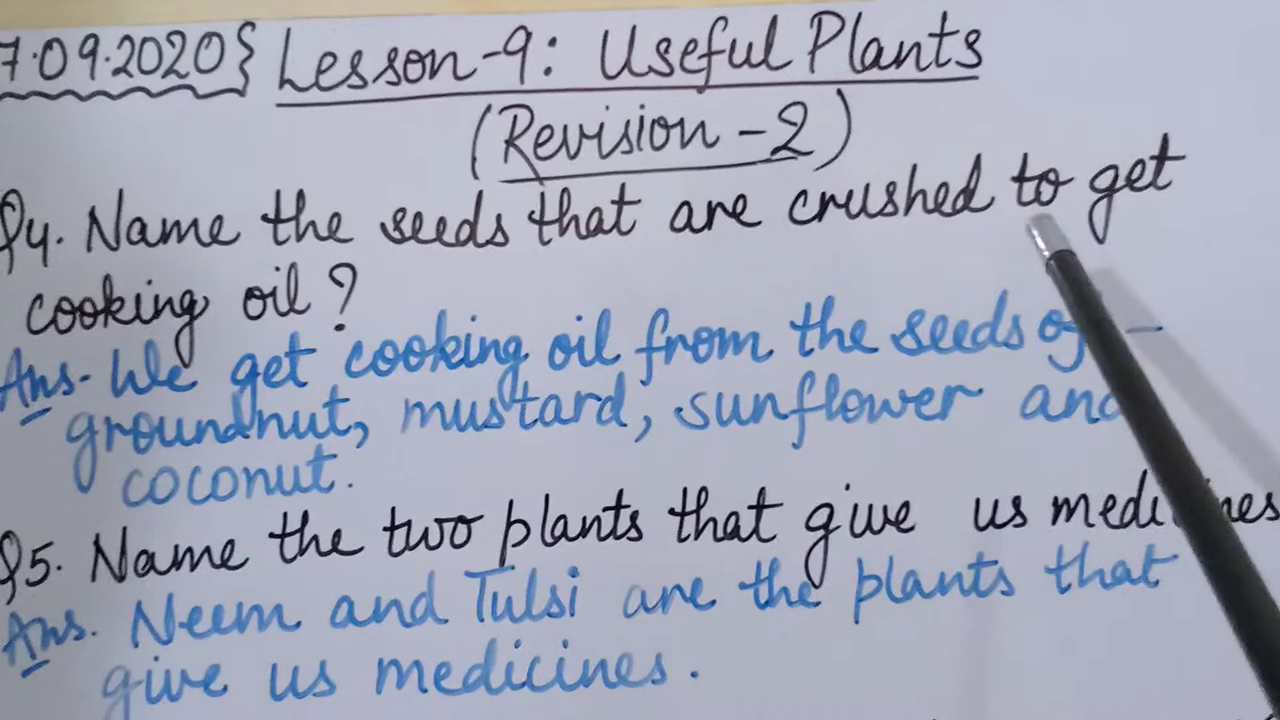 7.09.2020} Lesson-9: Useful Plants
(Revision-2)
Q4. Name the seeds that are crushed to get
cooking oil?
Ans- We get cooking oil from the seeds of -
groundnut, mustard, sunflower and
coconut.
Q5. Name the two plants that give us medicines
Ans. Neem and Tulsi are the plants that
give us medicines.